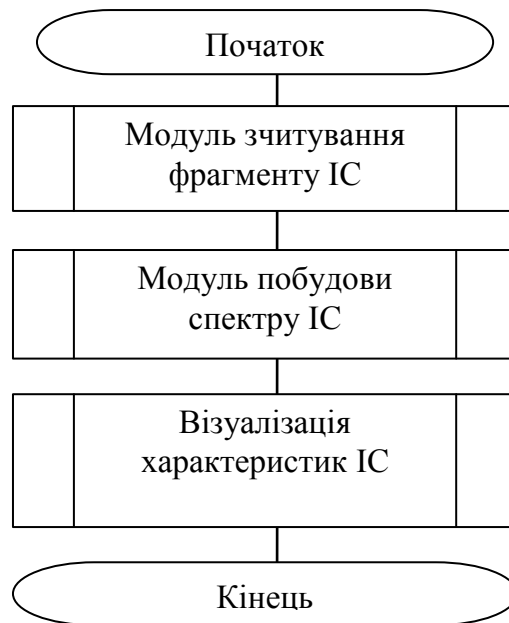 Початок
Модуль зчитування
фрагменту ІС
Модуль побудови
спектру ІС
Візуалізація
характеристик ІС
Кінець